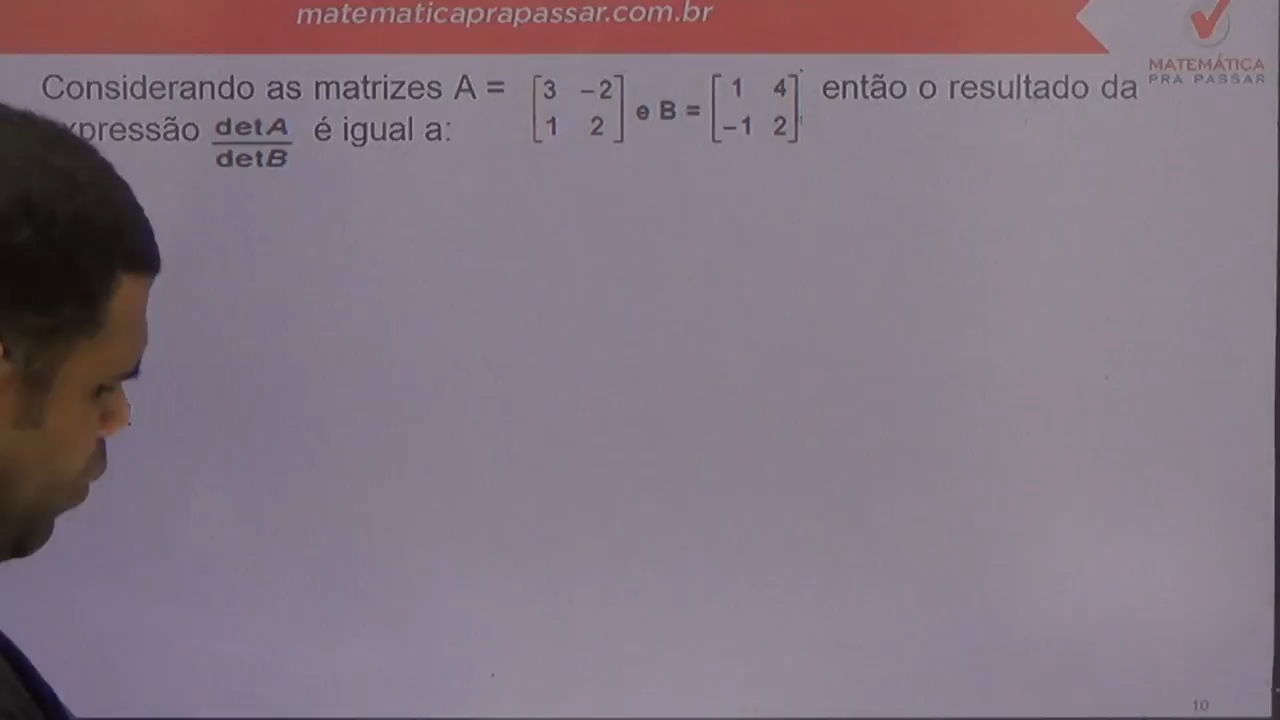 matematicaprapassar.com.br
MATEMÁTICA
PRA PASSAR
Considerando as matrizes A = [3 -2 e B = [1 4] então o resultado da
1 2] -1 2]
pressão detA é igual a:
detB
10